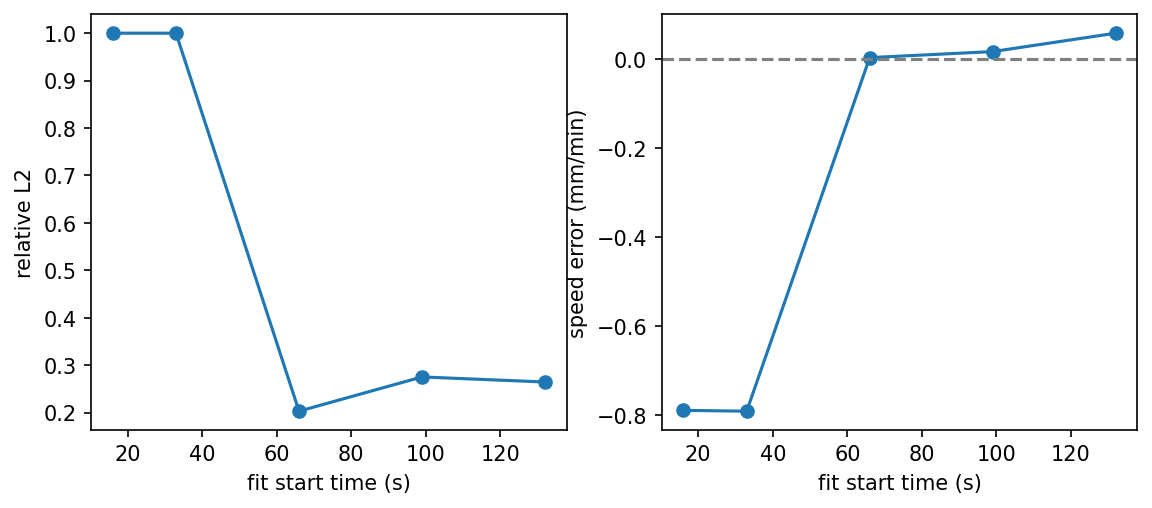 relative L2
1.0
0.9
0.8
0.7
0.6
0.5
0.4
0.3
0.2
20 40 60 80 100 120
fit start time (s)
speed error (mm/min)
0.0
−0.2
−0.4
−0.6
−0.8
20 40 60 80 100 120
fit start time (s)